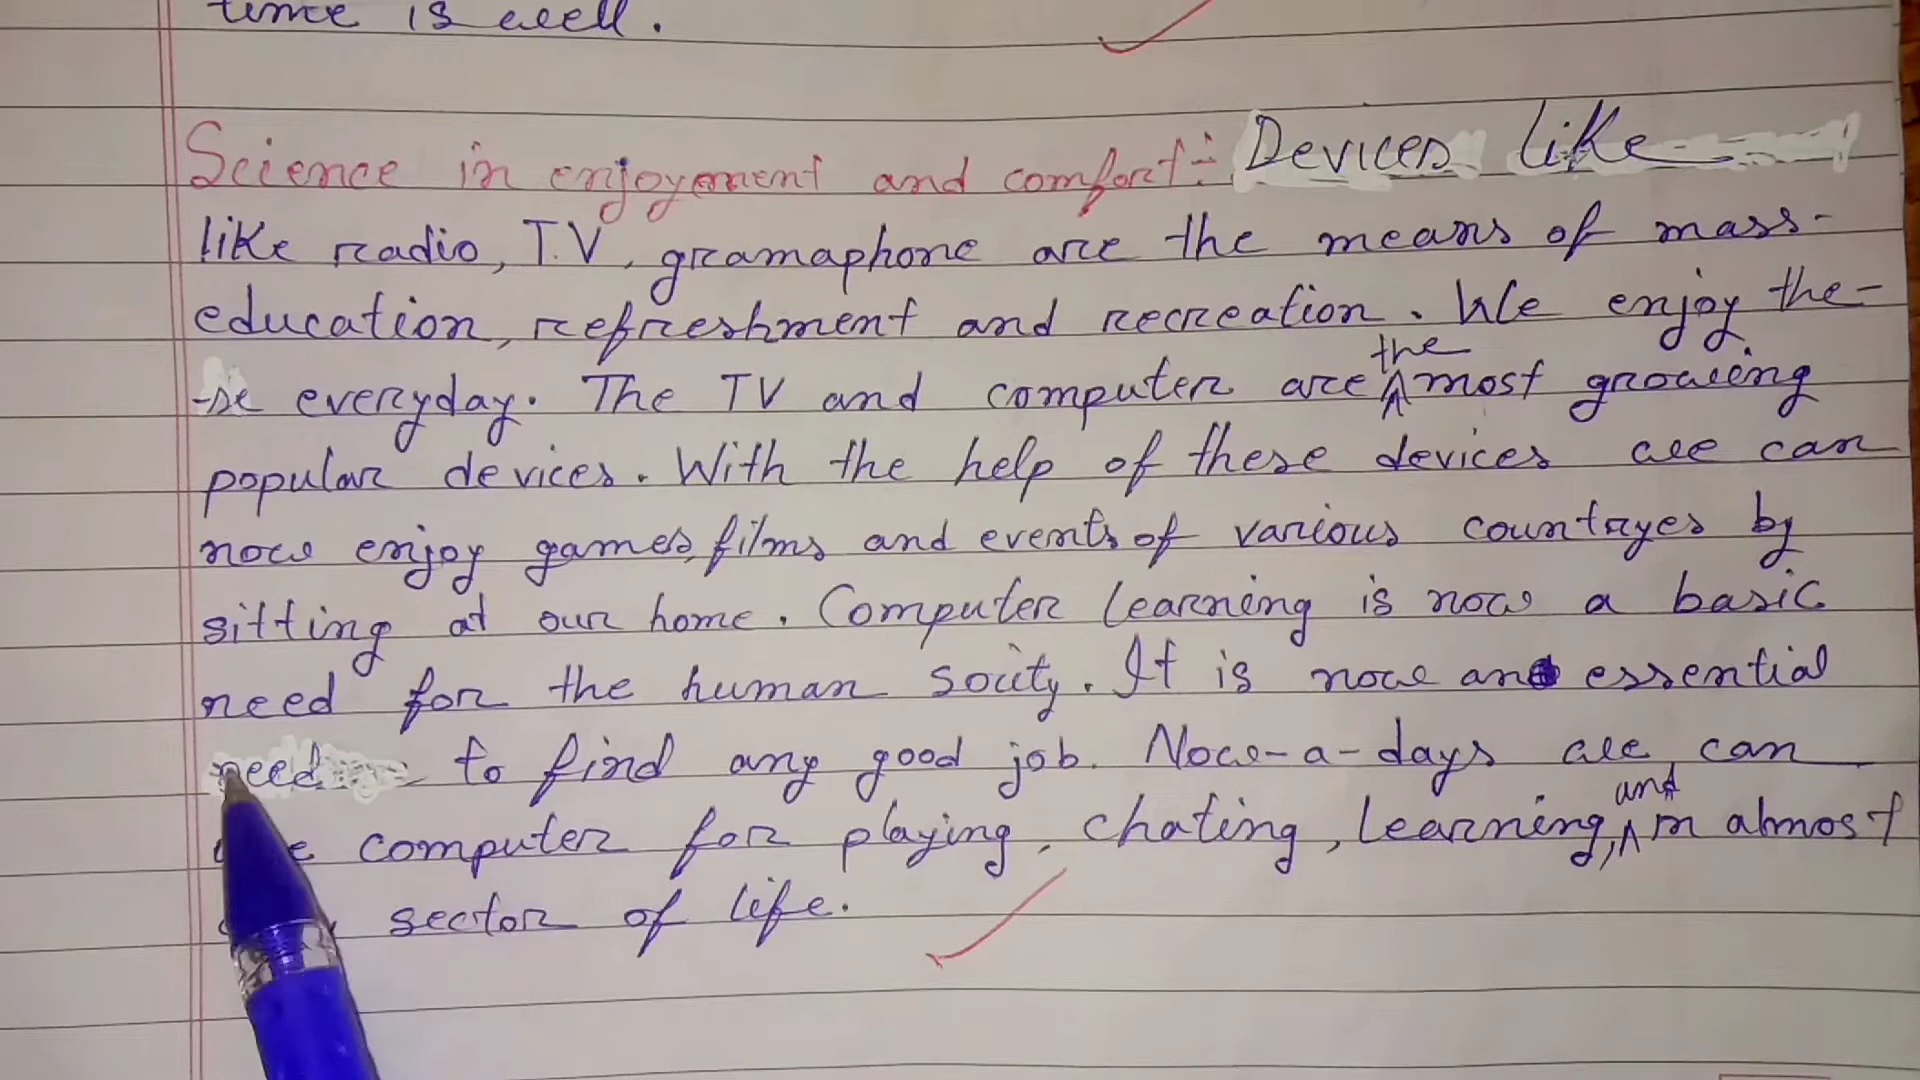 time is well.
Science in enjoyement and comfort:- Devices like
like radio, T.V, gramaphone are the means of mass-
education, refreshment and recreation. We enjoy the-
-se everyday. The TV and computer are the most growing
popular devices. With the help of these devices we can
now enjoy games, films and events of various countryes by
sitting at our home. Computer learning is now a basic
need for the human soüty. It is now an essential
need to find any good job. Now-a-days we can
computer for playing, chating, learning, and in almost
sector of life.